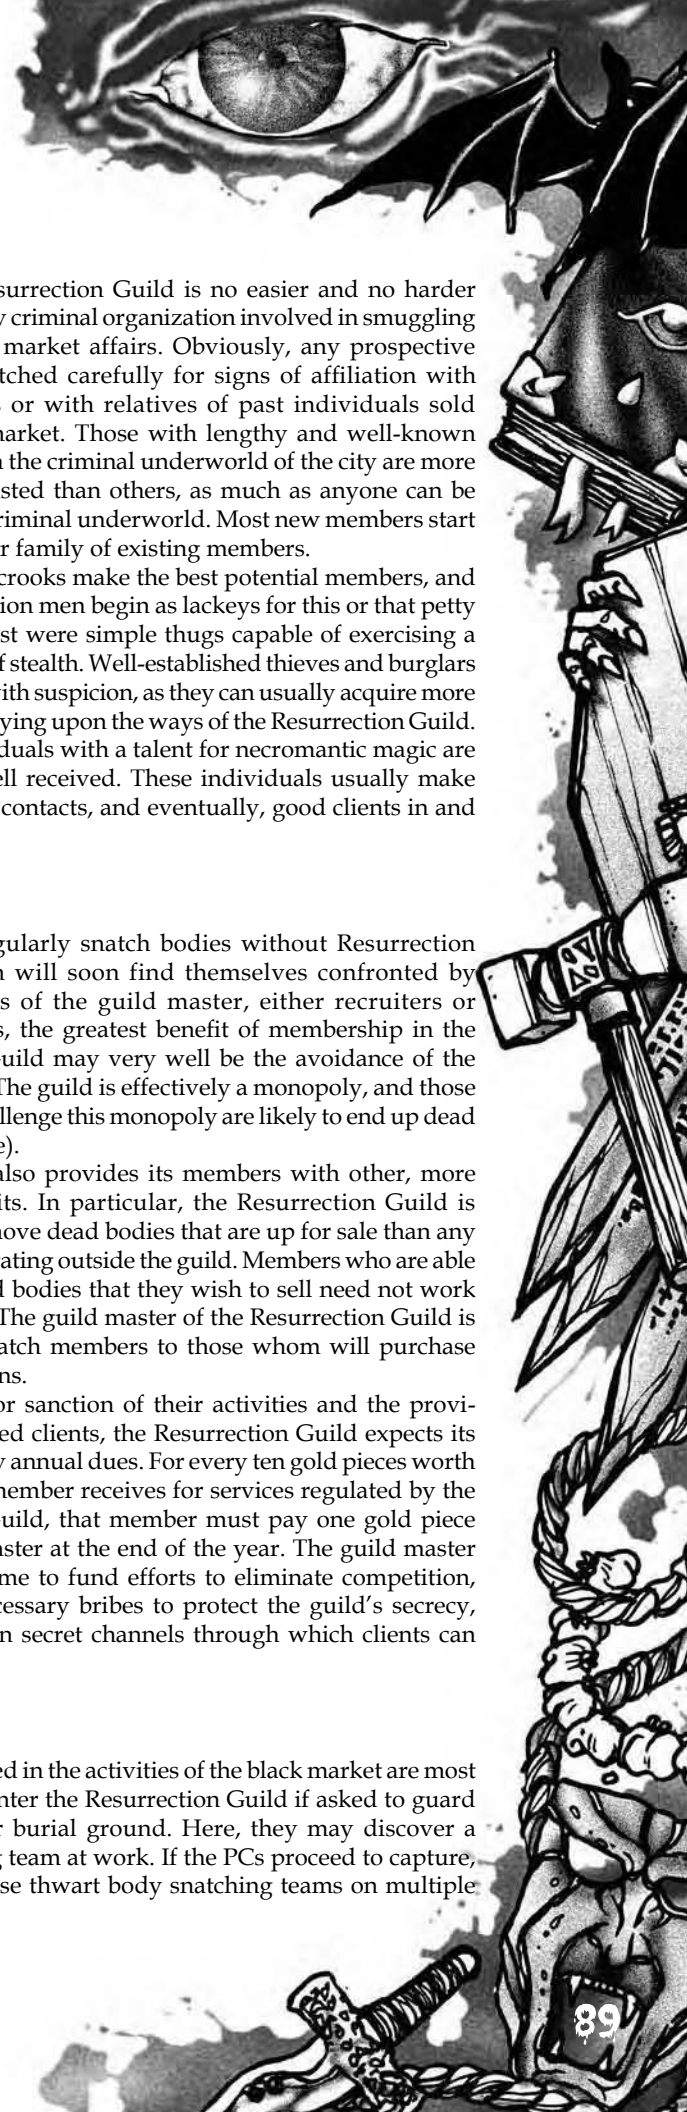 surrection Guild is no easier and no harder
criminal organization involved in smuggling
market affairs. Obviously, any prospective
tched carefully for signs of affiliation with
or with relatives of past individuals sold
market. Those with lengthy and well-known
the criminal underworld of the city are more
sted than others, as much as anyone can be
riminal underworld. Most new members start
r family of existing members.
crooks make the best potential members, and
ion men begin as lackeys for this or that petty
st were simple thugs capable of exercising a
f stealth. Well-established thieves and burglars
with suspicion, as they can usually acquire more
ying upon the ways of the Resurrection Guild.
duals with a talent for necromantic magic are
ell received. These individuals usually make
contacts, and eventually, good clients in and
gularly snatch bodies without Resurrection
n will soon find themselves confronted by
s of the guild master, either recruiters or
s, the greatest benefit of membership in the
Guild may very well be the avoidance of the
The guild is effectively a monopoly, and those
allenge this monopoly are likely to end up dead
e).
also provides its members with other, more
its. In particular, the Resurrection Guild is
move dead bodies that are up for sale than any
rating outside the guild. Members who are able
d bodies that they wish to sell need not work
The guild master of the Resurrection Guild is
atch members to those whom will purchase
ns.
or sanction of their activities and the provi-
ed clients, the Resurrection Guild expects its
y annual dues. For every ten gold pieces worth
member receives for services regulated by the
Guild, that member must pay one gold piece
aster at the end of the year. The guild master
me to fund efforts to eliminate competition,
cessary bribes to protect the guild's secrecy,
n secret channels through which clients can
ed in the activities of the black market are most
nter the Resurrection Guild if asked to guard
r burial ground. Here, they may discover a
g team at work. If the PCs proceed to capture,
se thwart body snatching teams on multiple
89